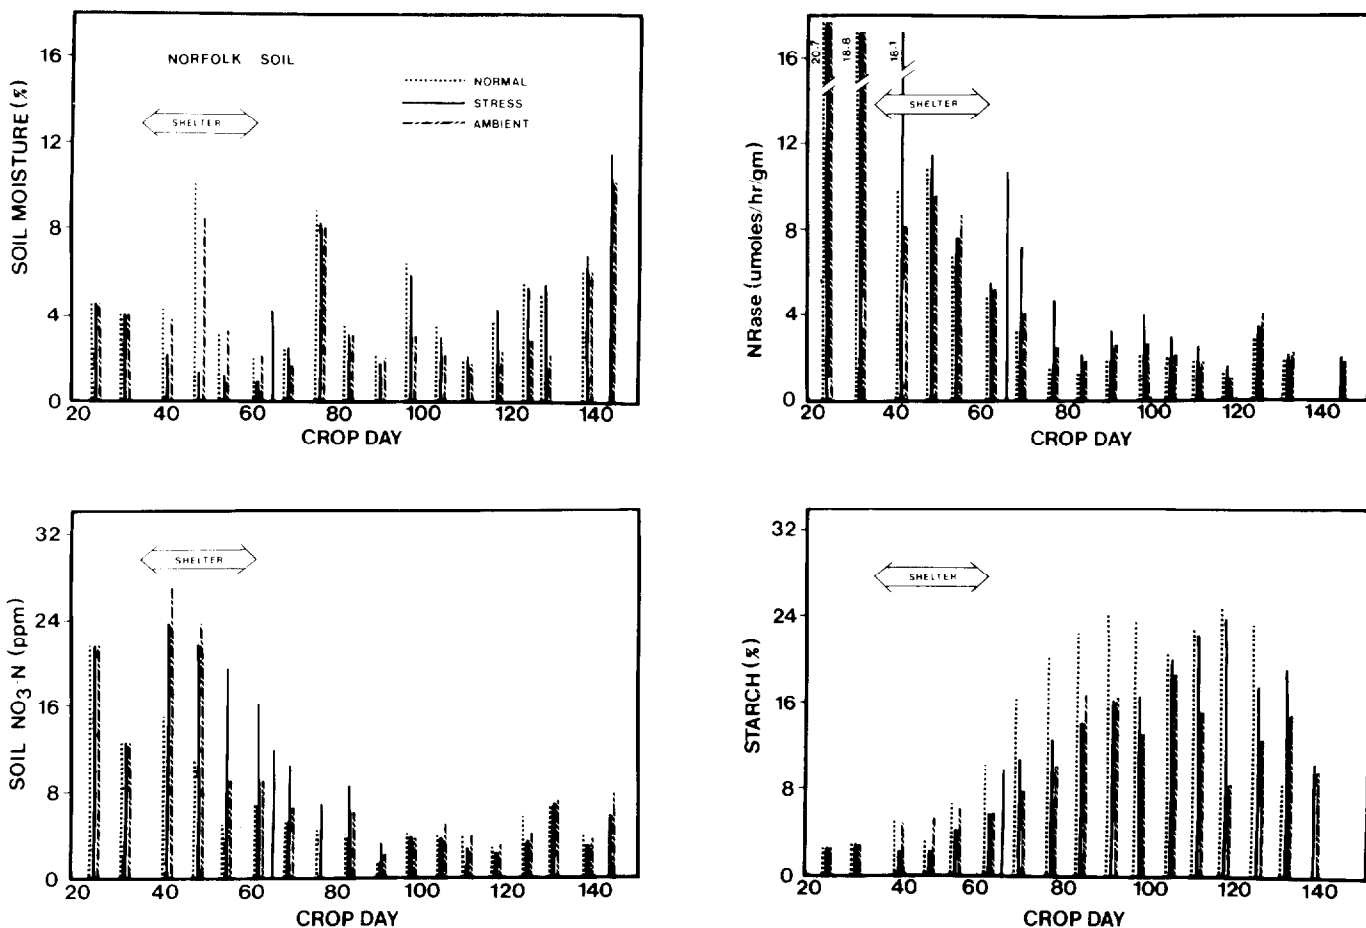 16
12
8
4
0
SOIL MOISTURE (%)
NORFOLK SOIL
SHELTER
NORMAL
STRESS
AMBIENT
20 40 60 80 100 120 140
CROP DAY
16
12
8
4
0
NRase (umoles/hr/gm)
20.7
18.8
18.1
SHELTER
20 40 60 80 100 120 140
CROP DAY
32
24
16
8
0
SOIL NO3-N (ppm)
SHELTER
20 40 60 80 100 120 140
CROP DAY
32
24
16
8
0
STARCH (%)
SHELTER
20 40 60 80 100 120 140
CROP DAY